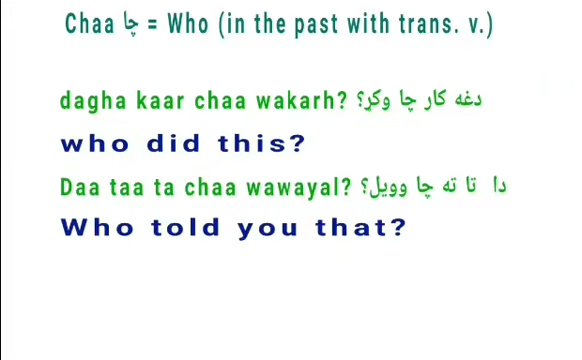 Chaa چا = Who (in the past with trans. v.)
dagha kaar chaa wakarh? دغه کار چا وکړ؟
who did this?
Daa taa ta chaa wawayal? دا تا ته چا وویل؟
Who told you that?